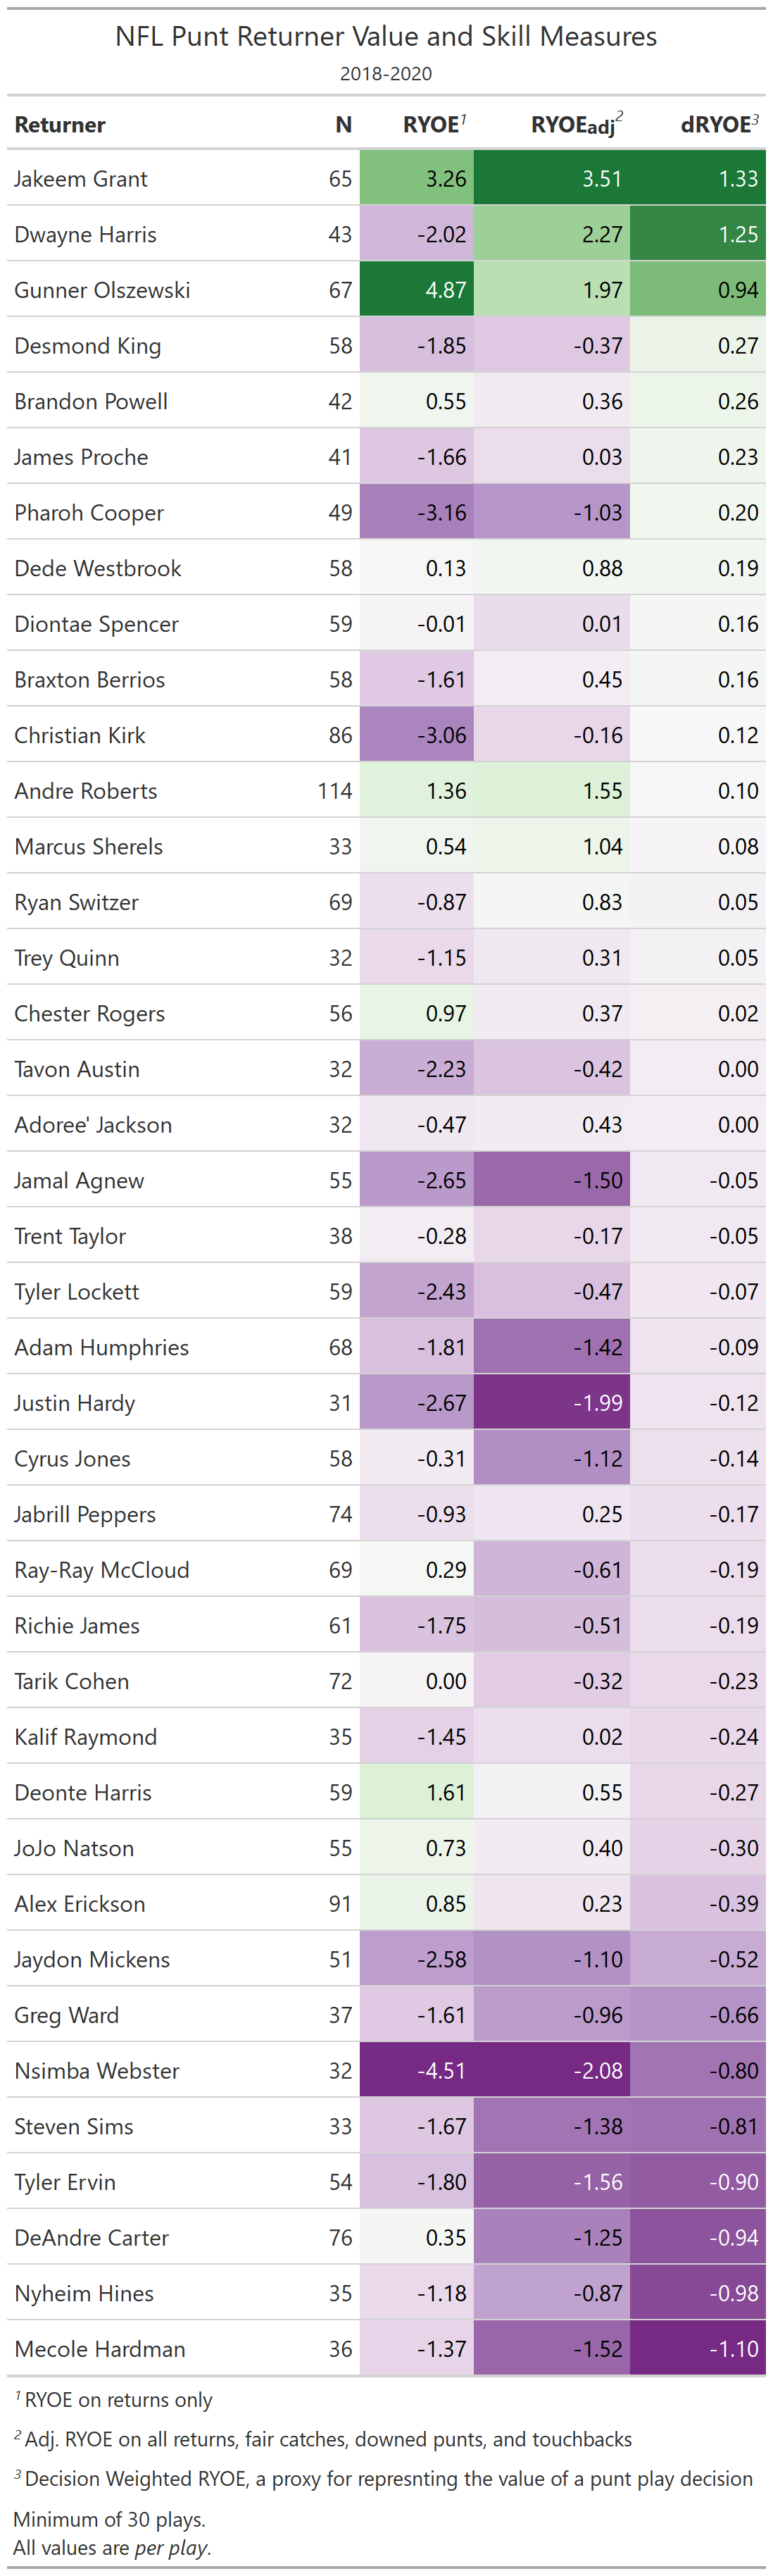 NFL Punt Returner Value and Skill Measures
2018-2020
Returner N RYOE1 RYOEadj2 dRYOE3
Jakeem Grant 65 3.26 3.51 1.33
Dwayne Harris 43 -2.02 2.27 1.25
Gunner Olszewski 67 4.87 1.97 0.94
Desmond King 58 -1.85 -0.37 0.27
Brandon Powell 42 0.55 0.36 0.26
James Proche 41 -1.66 0.03 0.23
Pharoh Cooper 49 -3.16 -1.03 0.20
Dede Westbrook 58 0.13 0.88 0.19
Diontae Spencer 59 -0.01 0.01 0.16
Braxton Berrios 58 -1.61 0.45 0.16
Christian Kirk 86 -3.06 -0.16 0.12
Andre Roberts 114 1.36 1.55 0.10
Marcus Sherels 33 0.54 1.04 0.08
Ryan Switzer 69 -0.87 0.83 0.05
Trey Quinn 32 -1.15 0.31 0.05
Chester Rogers 56 0.97 0.37 0.02
Tavon Austin 32 -2.23 -0.42 0.00
Adoree' Jackson 32 -0.47 0.43 0.00
Jamal Agnew 55 -2.65 -1.50 -0.05
Trent Taylor 38 -0.28 -0.17 -0.05
Tyler Lockett 59 -2.43 -0.47 -0.07
Adam Humphries 68 -1.81 -1.42 -0.09
Justin Hardy 31 -2.67 -1.99 -0.12
Cyrus Jones 58 -0.31 -1.12 -0.14
Jabrill Peppers 74 -0.93 0.25 -0.17
Ray-Ray McCloud 69 0.29 -0.61 -0.19
Richie James 61 -1.75 -0.51 -0.19
Tarik Cohen 72 0.00 -0.32 -0.23
Kalif Raymond 35 -1.45 0.02 -0.24
Deonte Harris 59 1.61 0.55 -0.27
JoJo Natson 55 0.73 0.40 -0.30
Alex Erickson 91 0.85 0.23 -0.39
Jaydon Mickens 51 -2.58 -1.10 -0.52
Greg Ward 37 -1.61 -0.96 -0.66
Nsimba Webster 32 -4.51 -2.08 -0.80
Steven Sims 33 -1.67 -1.38 -0.81
Tyler Ervin 54 -1.80 -1.56 -0.90
DeAndre Carter 76 0.35 -1.25 -0.94
Nyheim Hines 35 -1.18 -0.87 -0.98
Mecole Hardman 36 -1.37 -1.52 -1.10
1 RYOE on returns only
2 Adj. RYOE on all returns, fair catches, downed punts, and touchbacks
3 Decision Weighted RYOE, a proxy for represnting the value of a punt play decision
Minimum of 30 plays.
All values are per play.